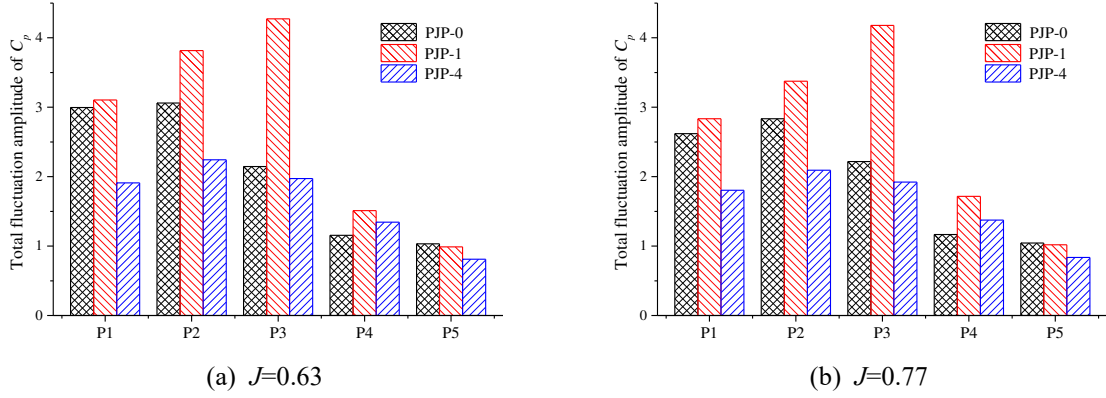 Total fluctuation amplitude of Cp
4
3
2
1
0
PJP-0
PJP-1
PJP-4
P1 P2 P3 P4 P5
(a) J=0.63
Total fluctuation amplitude of Cp
4
3
2
1
0
PJP-0
PJP-1
PJP-4
P1 P2 P3 P4 P5
(b) J=0.77